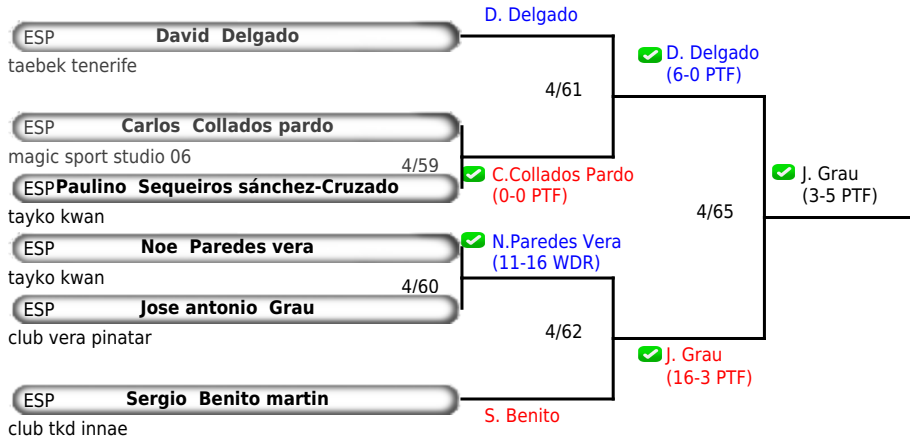 D. Delgado
ESP David Delgado
taebek tenerife
D. Delgado
(6-0 PTF)
4/61
ESP Carlos Collados pardo
magic sport studio 06
4/59
C.Collados Pardo
(0-0 PTF)
ESP Paulino Sequeiros sánchez-Cruzado
tayko kwan
J. Grau
(3-5 PTF)
4/65
ESP Noe Paredes vera
tayko kwan
N.Paredes Vera
(11-16 WDR)
4/60
ESP Jose antonio Grau
club vera pinatar
4/62
J. Grau
(16-3 PTF)
ESP Sergio Benito martin
club tkd innae
S. Benito